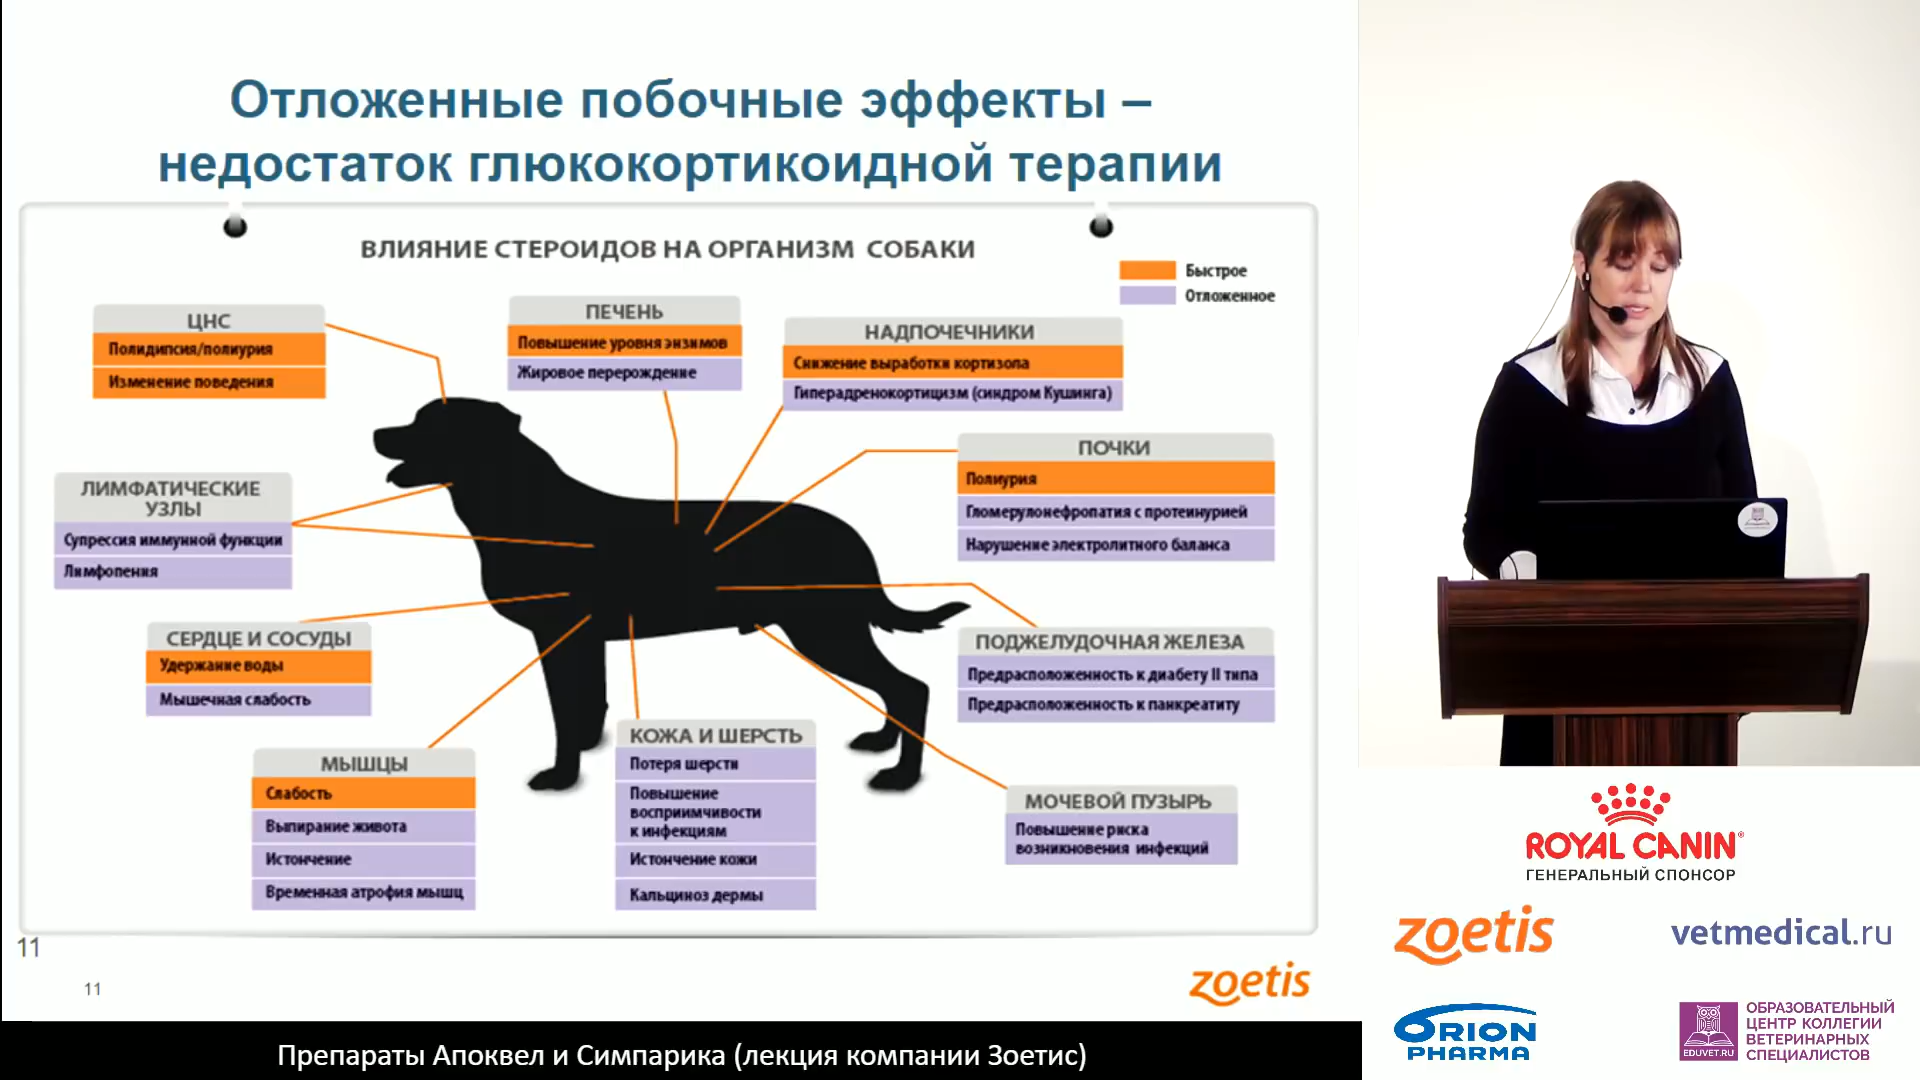 Отложенные побочные эффекты –
недостаток глюкокортикоидной терапии
ВЛИЯНИЕ СТЕРОИДОВ НА ОРГАНИЗМ СОБАКИ
Быстрое
Отложенное
ЦНС
Полидипсия/полиурия
Изменение поведения
ПЕЧЕНЬ
Повышение уровня энзимов
Жировое перерождение
НАДПОЧЕЧНИКИ
Снижение выработки кортизола
Гиперадренокортицизм (синдром Кушинга)
ПОЧКИ
Полиурия
Гломерулонефропатия с протеинурией
Нарушение электролитного баланса
ЛИМФАТИЧЕСКИЕ
УЗЛЫ
Супрессия иммунной функции
Лимфопения
СЕРДЦЕ И СОСУДЫ
Удержание воды
Мышечная слабость
ПОДЖЕЛУДОЧНАЯ ЖЕЛЕЗА
Предрасположенность к диабету II типа
Предрасположенность к панкреатиту
МЫШЦЫ
Слабость
Выпирание живота
Истончение
Временная атрофия мышц
КОЖА И ШЕРСТЬ
Потеря шерсти
Повышение
восприимчивости
к инфекциям
Истончение кожи
Кальциноз дермы
МОЧЕВОЙ ПУЗЫРЬ
Повышение риска
возникновения инфекций
11
11
zoetis
Препараты Апоквел и Симпарика (лекция компании Зоетис)
ROYAL CANIN®
ГЕНЕРАЛЬНЫЙ СПОНСОР
zoetis
vetmedical.ru
ORION
PHARMA
EDUVET.RU
ОБРАЗОВАТЕЛЬНЫЙ
ЦЕНТР КОЛЛЕГИИ
ВЕТЕРИНАРНЫХ
СПЕЦИАЛИСТОВ